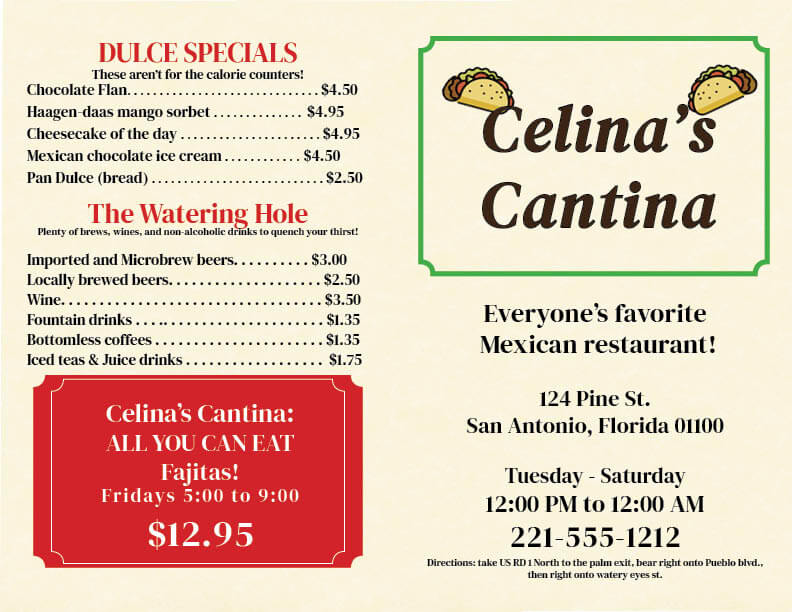 DULCE SPECIALS
These aren't for the calorie counters!
Chocolate Flan. . . . . . . . . . . . . . . . . . . . . . . . . . . . $4.50
Haagen-daas mango sorbet . . . . . . . . . . . . . $4.95
Cheesecake of the day . . . . . . . . . . . . . . . . . . . . . $4.95
Mexican chocolate ice cream . . . . . . . . . . . . $4.50
Pan Dulce (bread) . . . . . . . . . . . . . . . . . . . . . . . . . $2.50
The Watering Hole
Plenty of brews, wines, and non-alcoholic drinks to quench your thirst!
Imported and Microbrew beers. . . . . . . . . . $3.00
Locally brewed beers. . . . . . . . . . . . . . . . . . . . $2.50
Wine. . . . . . . . . . . . . . . . . . . . . . . . . . . . . . . . . . $3.50
Fountain drinks . . . .. . . . . . . . . . . . . . . . . . . . . $1.35
Bottomless coffees . . . . . . . . . . . . . . . . . . . . . . $1.35
Iced teas & Juice drinks . . . . . . . . . . . . . . . . . . $1.75
Celina's Cantina:
ALL YOU CAN EAT
Fajitas!
Fridays 5:00 to 9:00
$12.95
Celina's
Cantina
Everyone's favorite
Mexican restaurant!
124 Pine St.
San Antonio, Florida 01100
Tuesday - Saturday
12:00 PM to 12:00 AM
221-555-1212
Directions: take US RD 1 North to the palm exit, bear right onto Pueblo blvd.,
then right onto watery eyes st.